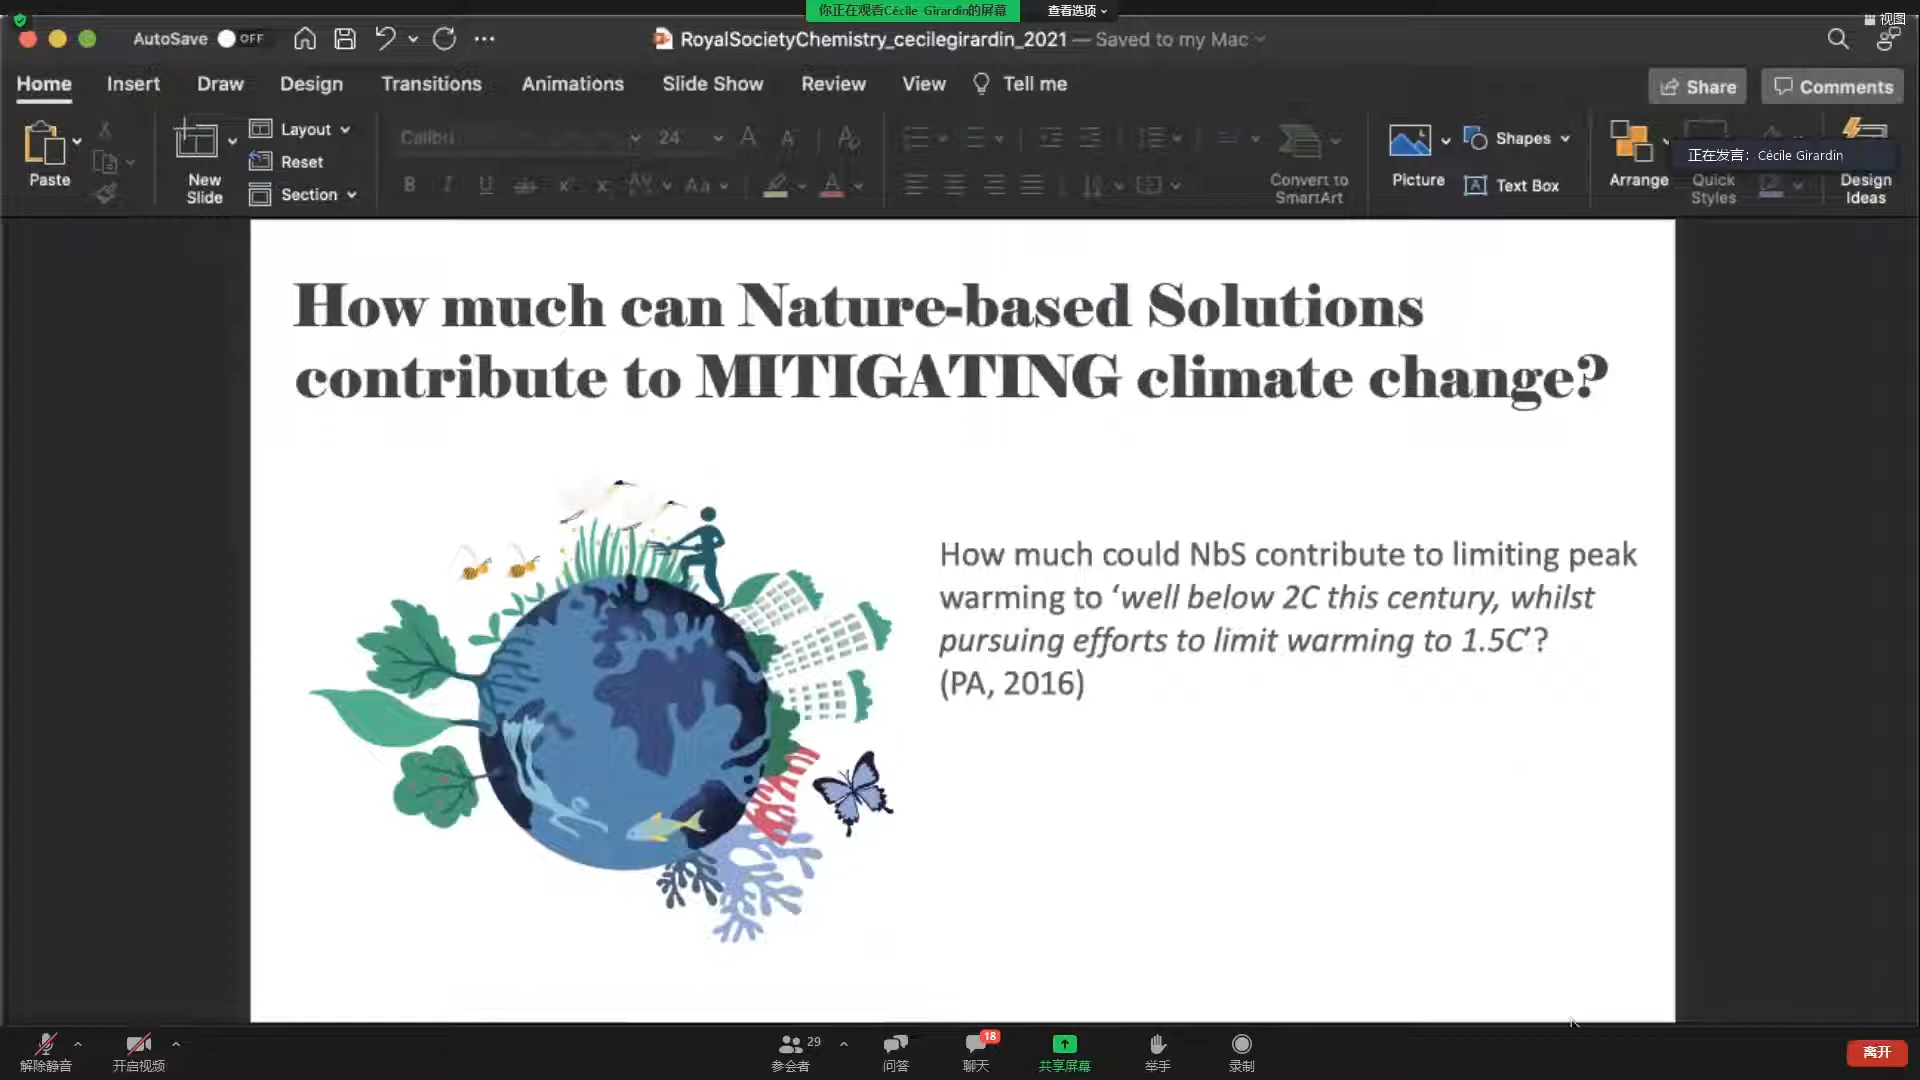 你正在观看Cécile Girardin的屏幕
查看选项
视图
AutoSave OFF
RoyalSocietyChemistry_cecilegirardin_2021 — Saved to my Mac
Home Insert Draw Design Transitions Animations Slide Show Review View Tell me
Share Comments
Paste
New Slide
Layout
Reset
Section
Calibri 24
Convert to SmartArt
Picture
Shapes
Text Box
Arrange
Quick Styles
Design Ideas
正在发言: Cécile Girardin
How much can Nature-based Solutions
contribute to MITIGATING climate change?
How much could NbS contribute to limiting peak
warming to ‘well below 2C this century, whilst
pursuing efforts to limit warming to 1.5C’?
(PA, 2016)
解除静音
开启视频
29
参会者
问答
18
聊天
共享屏幕
举手
录制
离开